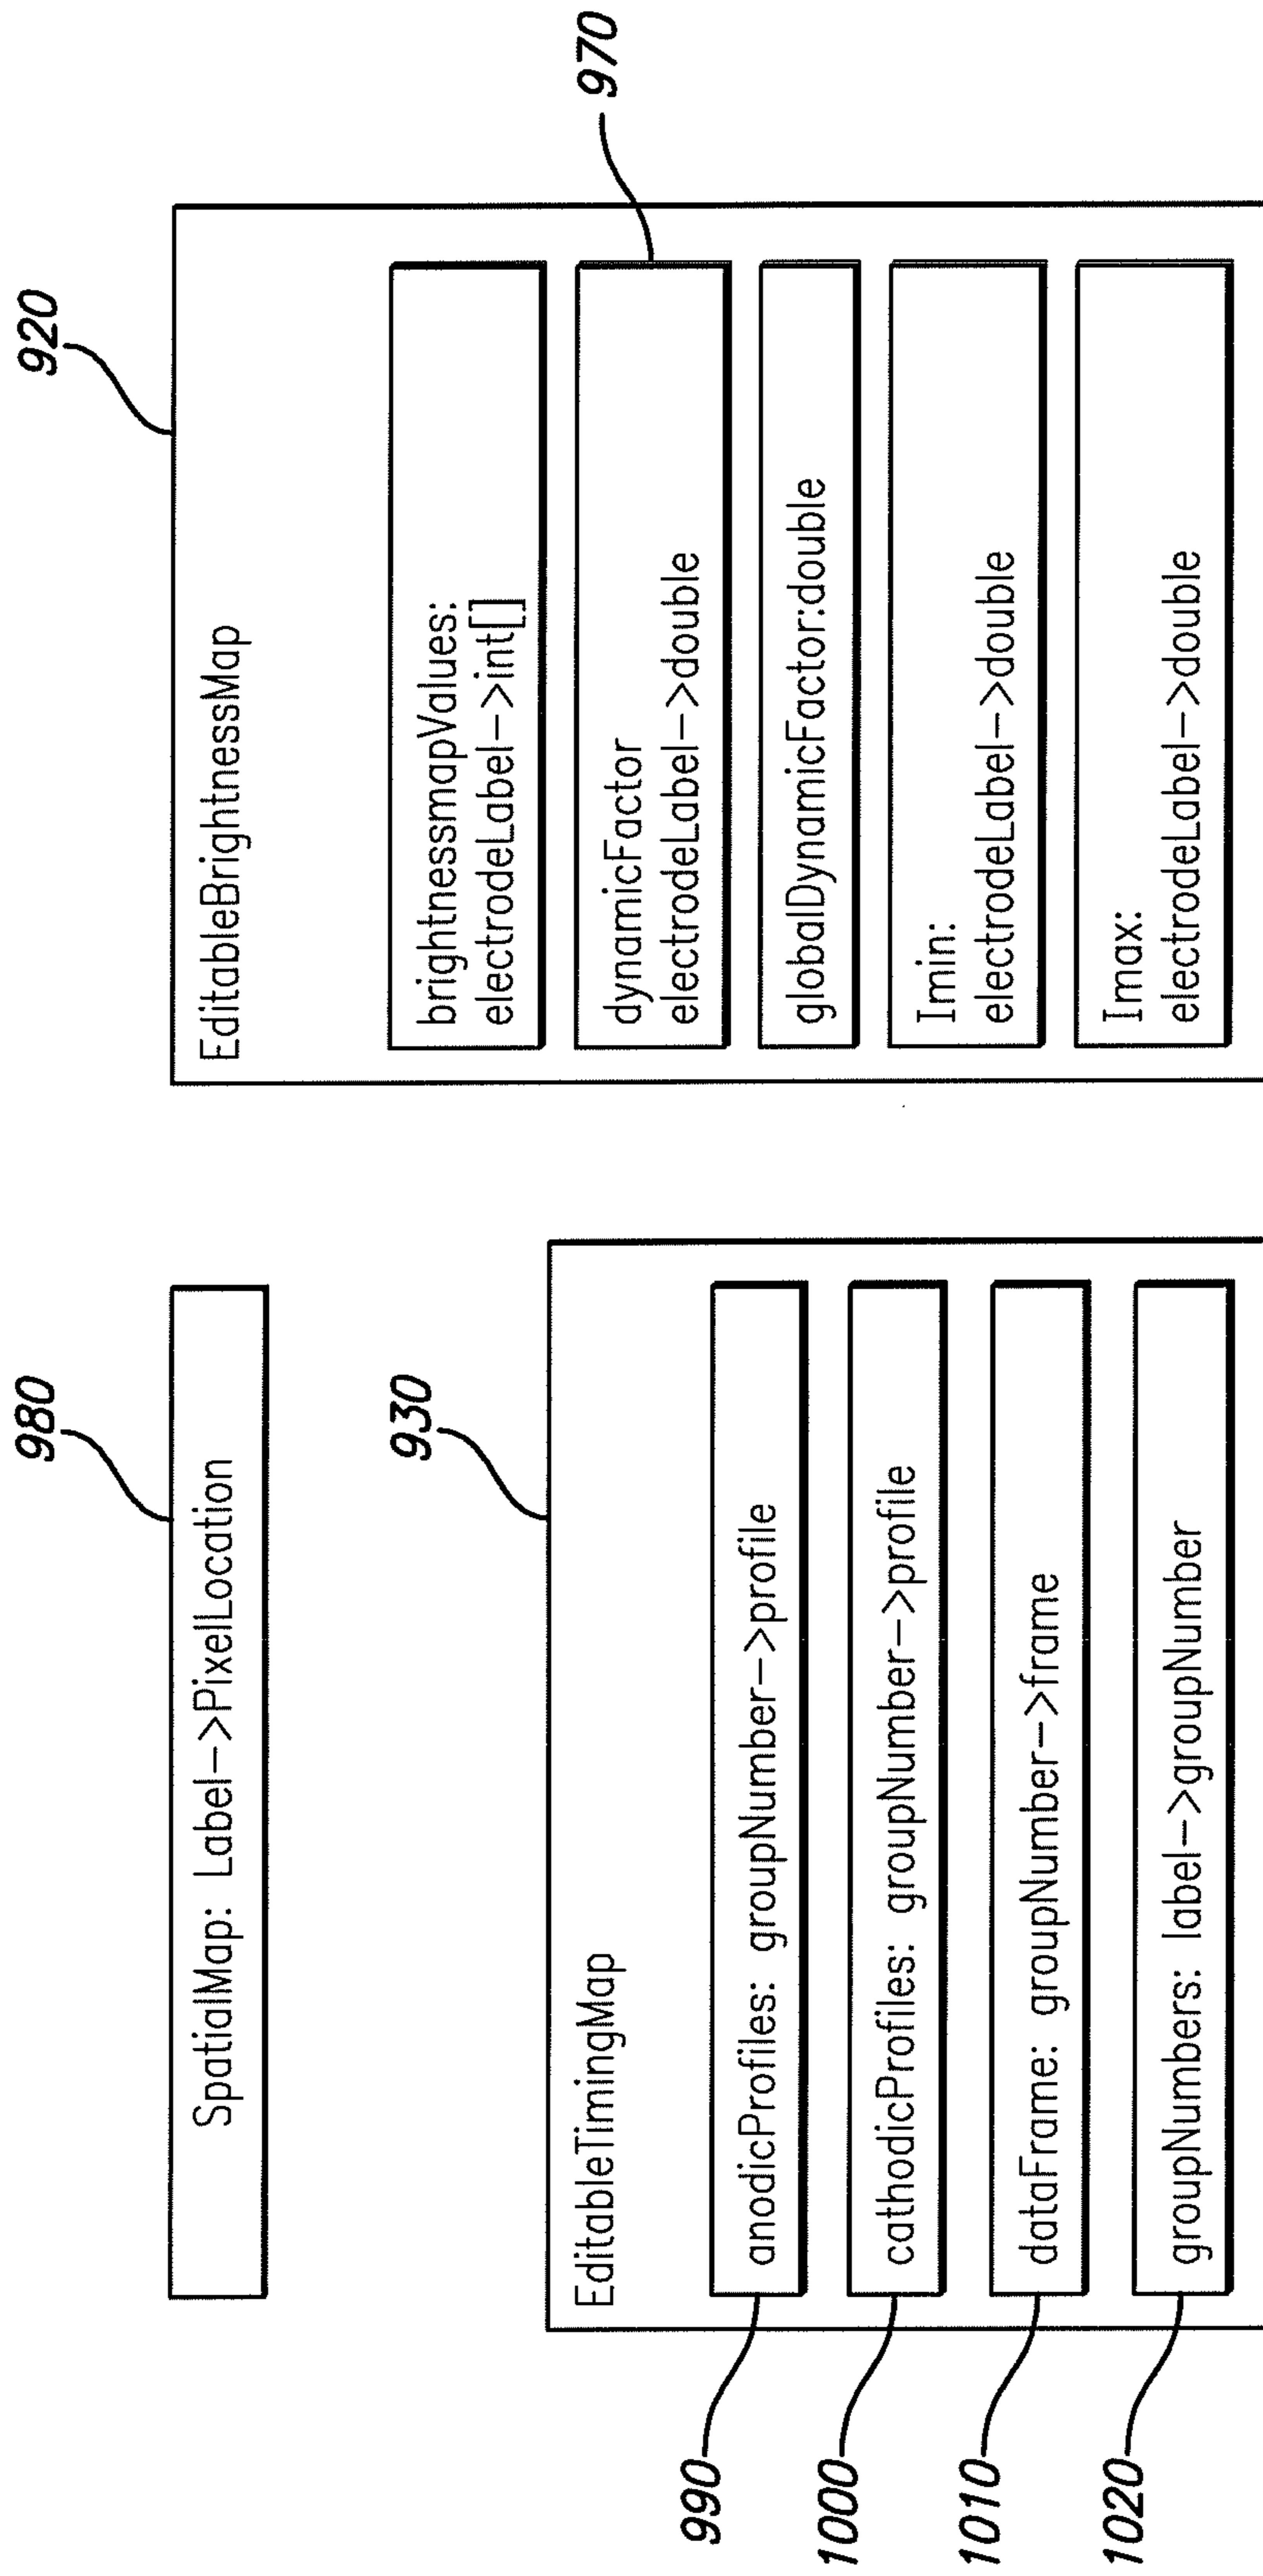 980
SpatialMap: Label->PixelLocation
930
EditableTimingMap
990
anodicProfiles: groupNumber->profile
1000
cathodicProfiles: groupNumber->profile
1010
dataFrame: groupNumber->frame
1020
groupNumbers: label->groupNumber
920
EditableBrightnessMap
brightnessmapValues:
electrodeLabel->int[]
970
dynamicFactor
electrodeLabel->double
globalDynamicFactor:double
Imin:
electrodeLabel->double
Imax:
electrodeLabel->double